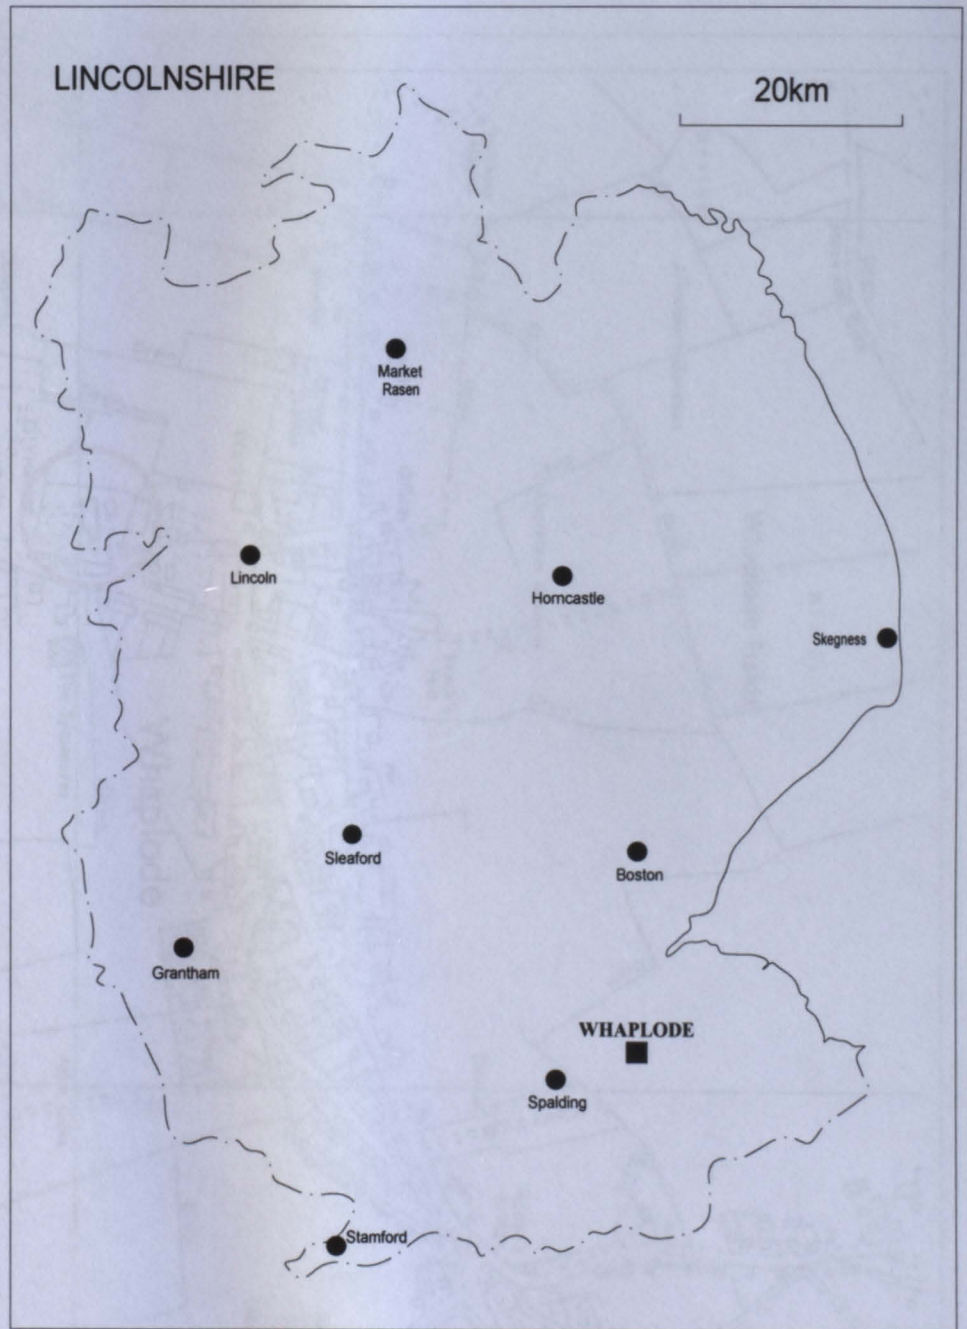 LINCOLNSHIRE
20km
Market
Rasen
Lincoln
Horncastle
Skegness
Sleaford
Boston
Grantham
WHAPLODE
Spalding
Stamford